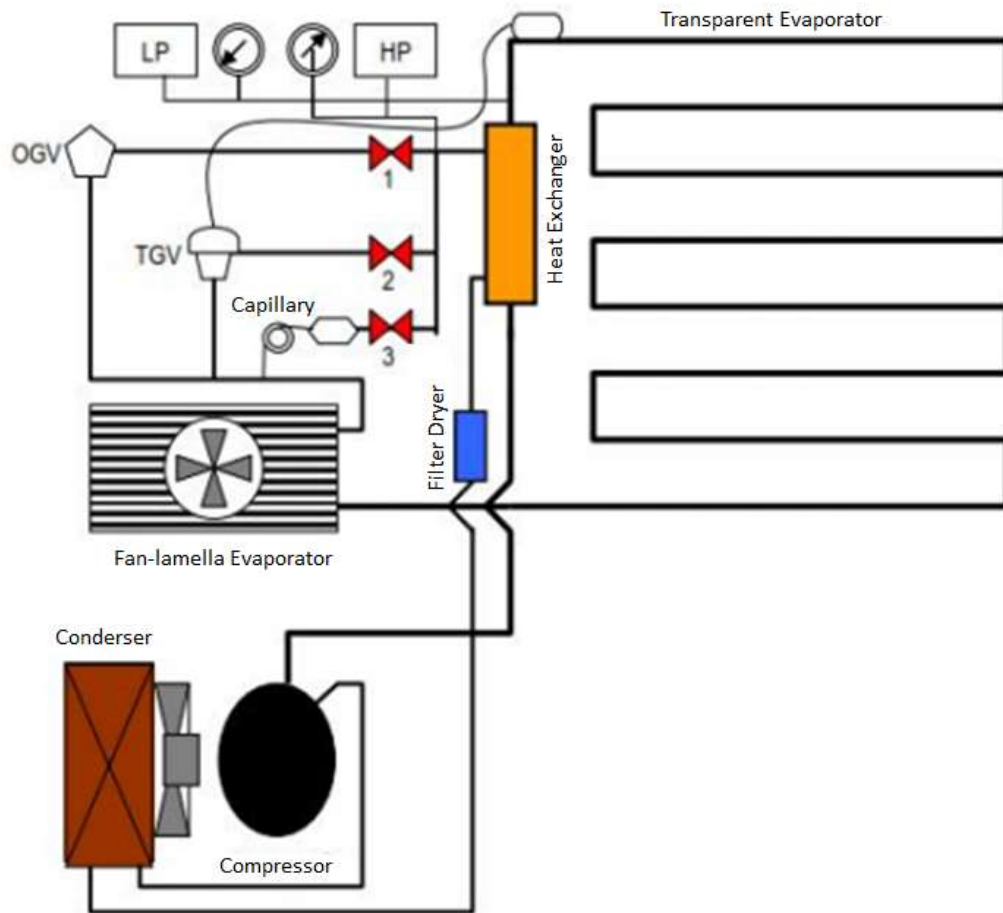 Transparent Evaporator
LP
HP
OGV
1
Heat Exchanger
TGV
2
Capillary
3
Filter Dryer
Fan-lamella Evaporator
Conderser
Compressor